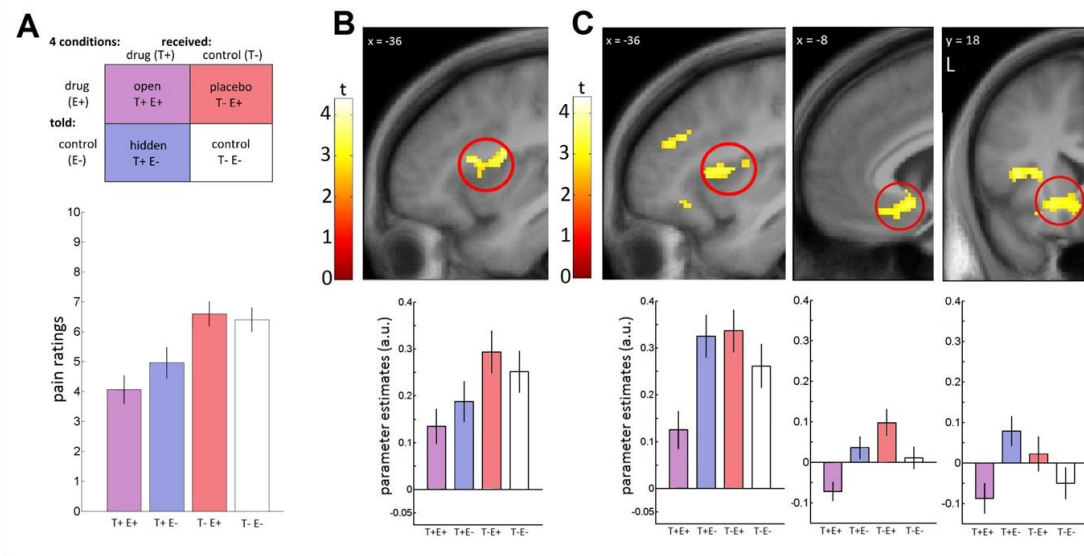 A
4 conditions: received:
drug (T+) control (T-)
drug
(E+)
open
T+ E+
placebo
T- E+
told:
control
(E-)
hidden
T+ E-
control
T- E-
10
9
8
7
6
5
4
3
2
1
0
pain ratings
T+ E+ T+ E- T- E+ T- E-
B
t
4
3
2
1
0
x = -36
0.4
0.3
0.2
0.1
0
-0.05
parameter estimates (a.u.)
T+E+ T+E- T-E+ T-E-
C
t
4
3
2
1
0
x = -36
x = -8
y = 18
L
0.4
0.3
0.2
0.1
0
-0.05
parameter estimates (a.u.)
T+E+ T+E- T-E+ T-E-
0.4
0.3
0.2
0.1
0
-0.1
T+E+ T+E- T-E+ T-E-
0.4
0.3
0.2
0.1
0
-0.1
T+E+ T+E- T-E+ T-E-